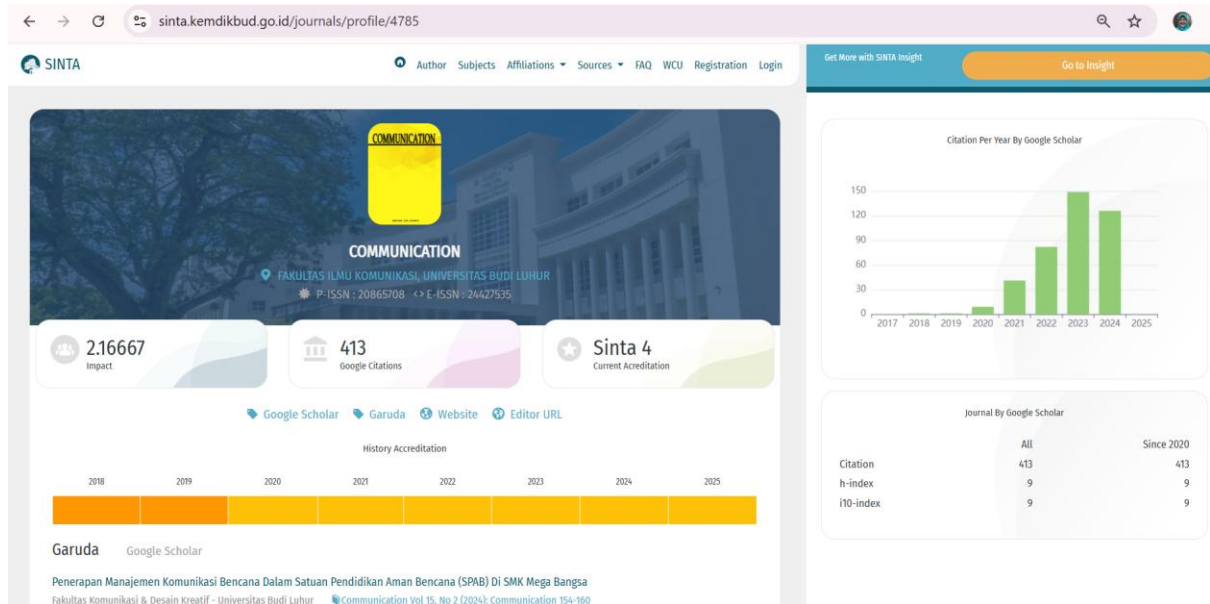 sinta.kemdikbud.go.id/journals/profile/4785
SINTA
Author Subjects Affiliations Sources FAQ WCU Registration Login
Get More with SINTA Insight
Go to Insight
COMMUNICATION
COMMUNICATION
FAKULTAS ILMU KOMUNIKASI, UNIVERSITAS BUDI LUHUR
P-ISSN : 20865708 <> E-ISSN : 24427535
2.16667
Impact
413
Google Citations
Sinta 4
Current Acreditation
Google Scholar Garuda Website Editor URL
History Accreditation
2018 2019 2020 2021 2022 2023 2024 2025
Garuda Google Scholar
Penerapan Manajemen Komunikasi Bencana Dalam Satuan Pendidikan Aman Bencana (SPAB) Di SMK Mega Bangsa
Fakultas Komunikasi & Desain Kreatif - Universitas Budi Luhur Communication Vol 15, No 2 (2024): Communication 154-160
Citation Per Year By Google Scholar
150
120
90
60
30
0
2017 2018 2019 2020 2021 2022 2023 2024 2025
Journal By Google Scholar
All Since 2020
Citation 413 413
h-index 9 9
i10-index 9 9